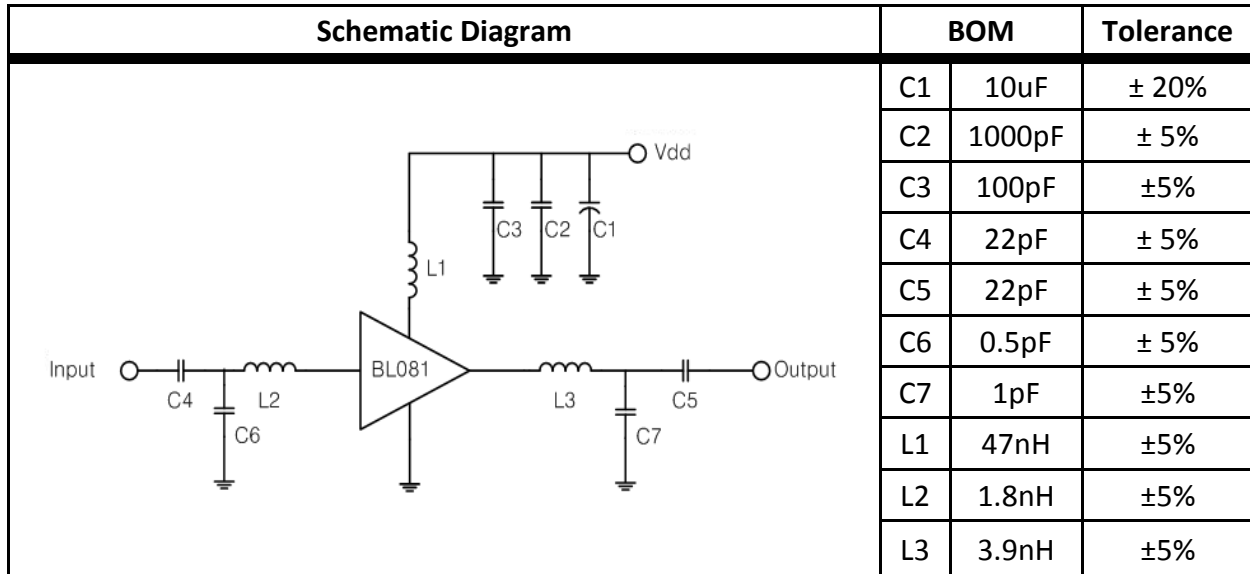 Schematic Diagram BOM Tolerance
C1 10uF ± 20%
C2 1000pF ± 5%
C3 100pF ±5%
C4 22pF ± 5%
C5 22pF ± 5%
C6 0.5pF ± 5%
C7 1pF ±5%
L1 47nH ±5%
L2 1.8nH ±5%
L3 3.9nH ±5%
Vdd
C3 C2 C1
L1
Input BL081 Output
C4 L2 L3 C5
C6 C7